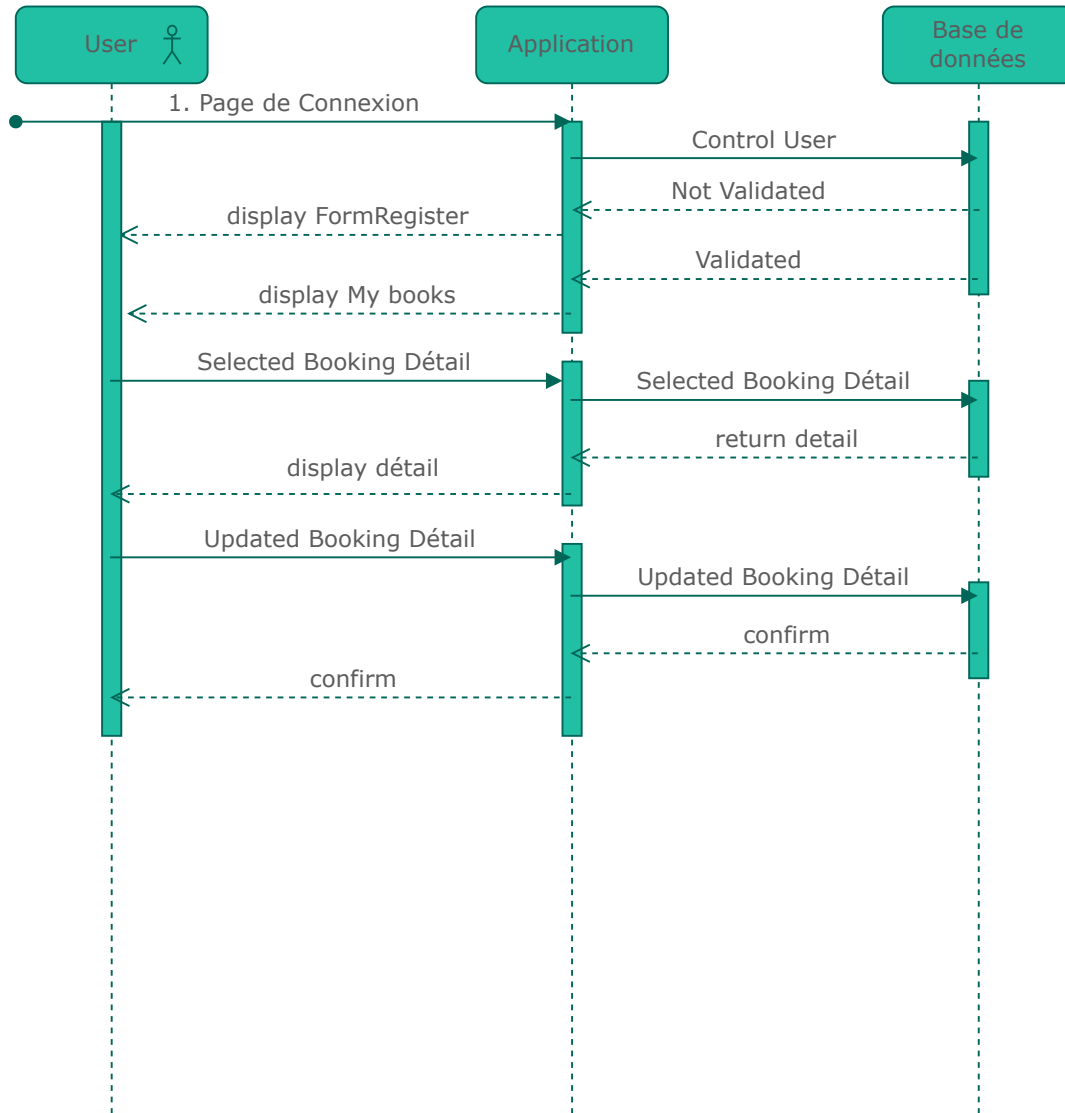 User
Application
Base de
données
1. Page de Connexion
Control User
Not Validated
display FormRegister
Validated
display My books
Selected Booking Détail
Selected Booking Détail
return detail
display détail
Updated Booking Détail
Updated Booking Détail
confirm
confirm